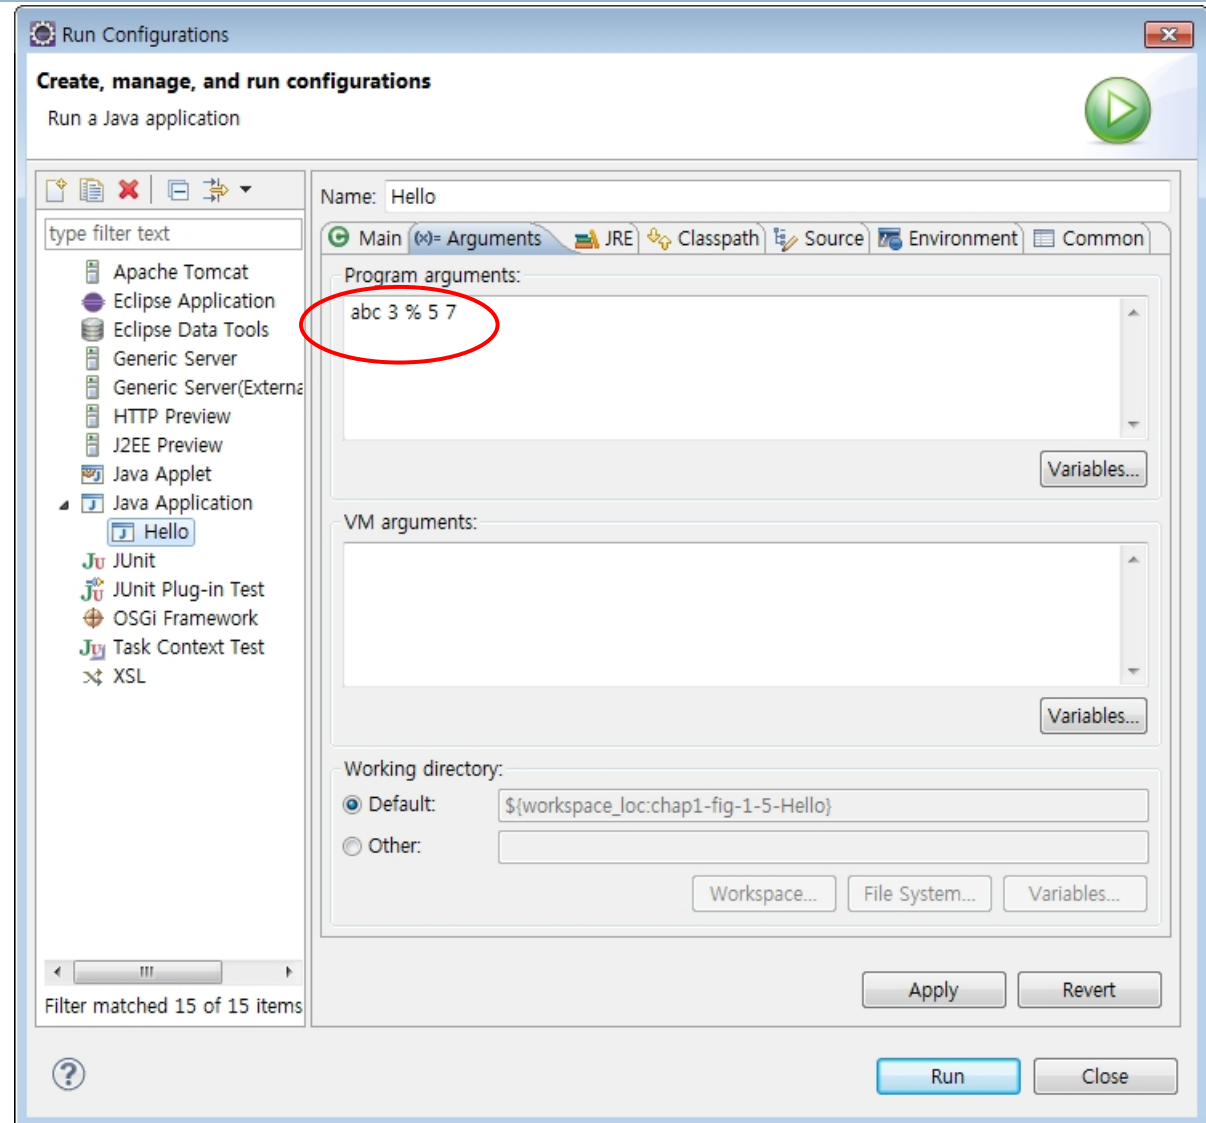 Run Configurations
Create, manage, and run configurations
Run a Java application
type filter text
Apache Tomcat
Eclipse Application
Eclipse Data Tools
Generic Server
Generic Server(Externa
HTTP Preview
J2EE Preview
Java Applet
Java Application
Hello
JUnit
JUnit Plug-in Test
OSGi Framework
Task Context Test
XSL
Filter matched 15 of 15 items
Name: Hello
Main (x)= Arguments JRE Classpath Source Environment Common
Program arguments:
abc 3 % 5 7
Variables...
VM arguments:
Variables...
Working directory:
Default: ${workspace_loc:chap1-fig-1-5-Hello}
Other:
Workspace... File System... Variables...
Apply Revert
Run Close